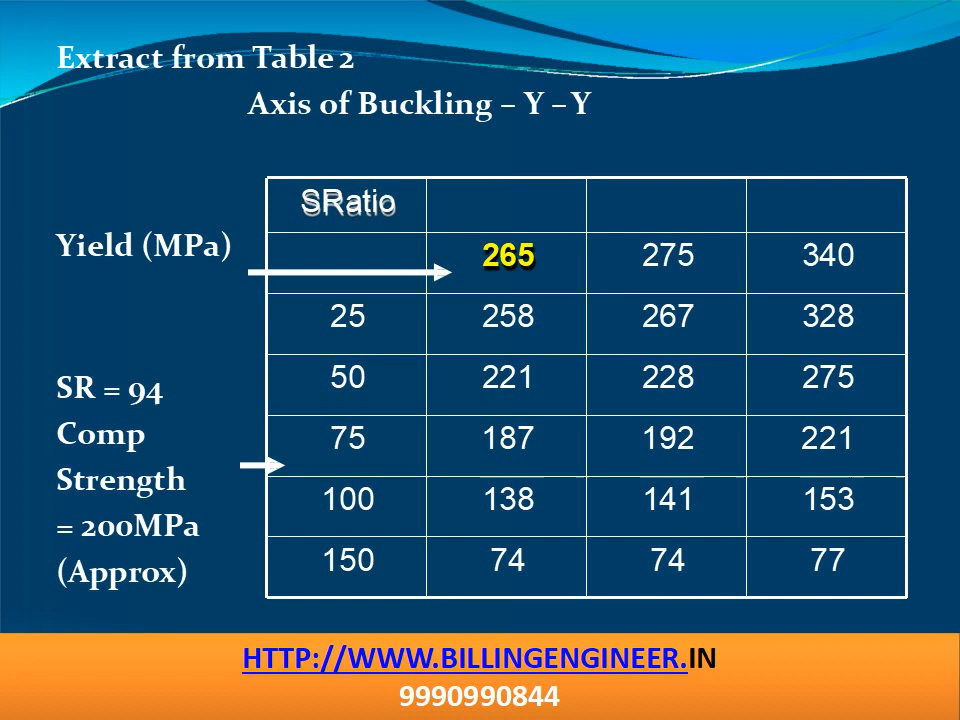 Extract from Table 2
Axis of Buckling – Y – Y
SRatio
Yield (MPa)
265 275 340
25 258 267 328
50 221 228 275
SR = 94
Comp
Strength
= 200MPa
(Approx)
75 187 192 221
100 138 141 153
150 74 74 77
HTTP://WWW.BILLINGENGINEER.IN
9990990844